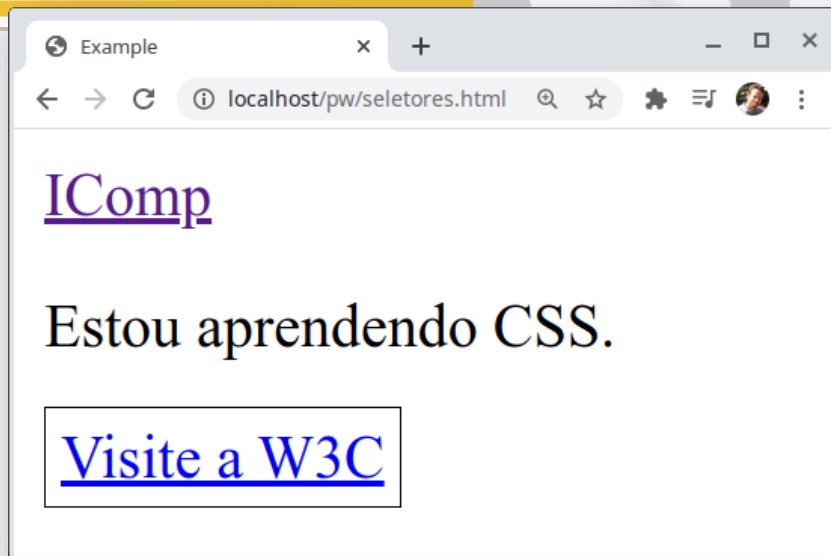 Example
localhost/pw/seletores.html
IComp
Estou aprendendo CSS.
Visite a W3C